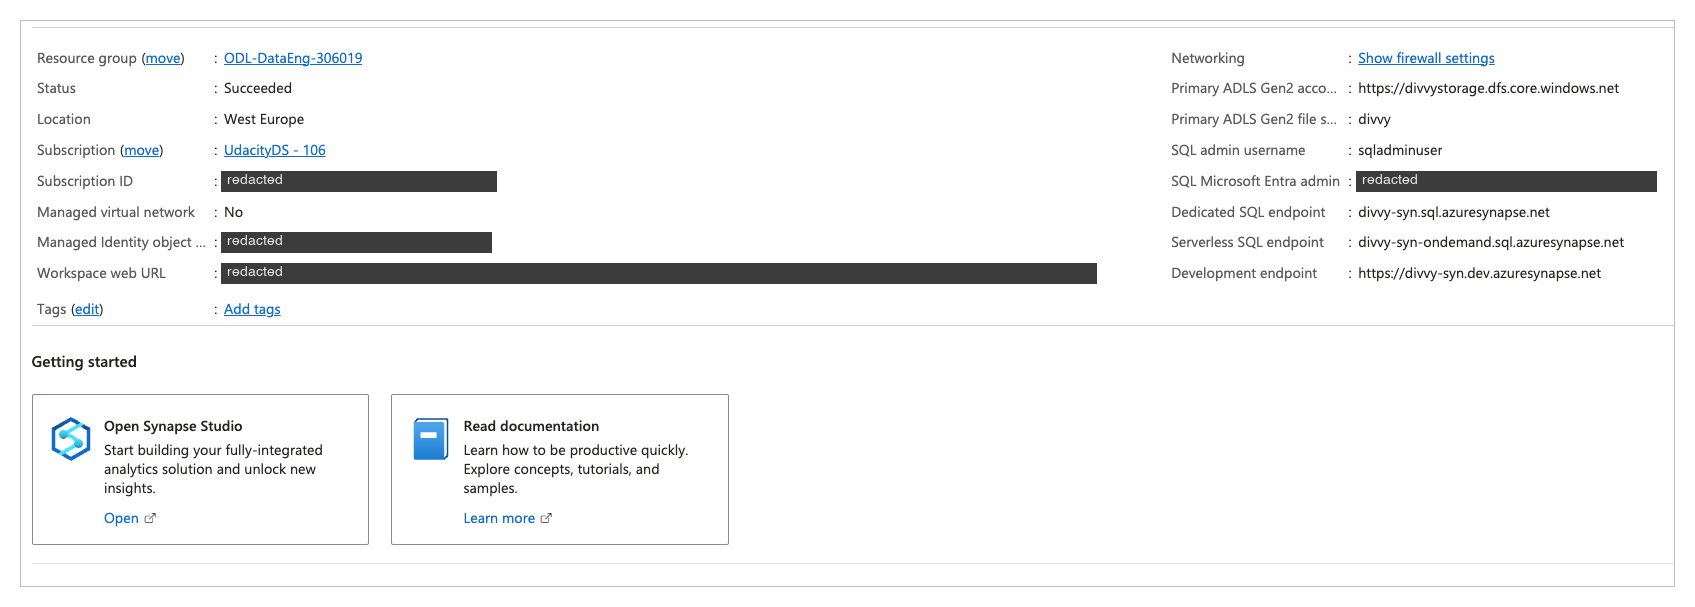 Resource group (move) : ODL-DataEng-306019
Status : Succeeded
Location : West Europe
Subscription (move) : UdacityDS - 106
Subscription ID : redacted
Managed virtual network : No
Managed Identity object ... : redacted
Workspace web URL : redacted
Tags (edit) : Add tags
Networking : Show firewall settings
Primary ADLS Gen2 acco... : https://divvystorage.dfs.core.windows.net
Primary ADLS Gen2 file s... : divvy
SQL admin username : sqladminuser
SQL Microsoft Entra admin : redacted
Dedicated SQL endpoint : divvy-syn.sql.azuresynapse.net
Serverless SQL endpoint : divvy-syn-ondemand.sql.azuresynapse.net
Development endpoint : https://divvy-syn.dev.azuresynapse.net
Getting started
Open Synapse Studio
Start building your fully-integrated
analytics solution and unlock new
insights.
Open
Read documentation
Learn how to be productive quickly.
Explore concepts, tutorials, and
samples.
Learn more